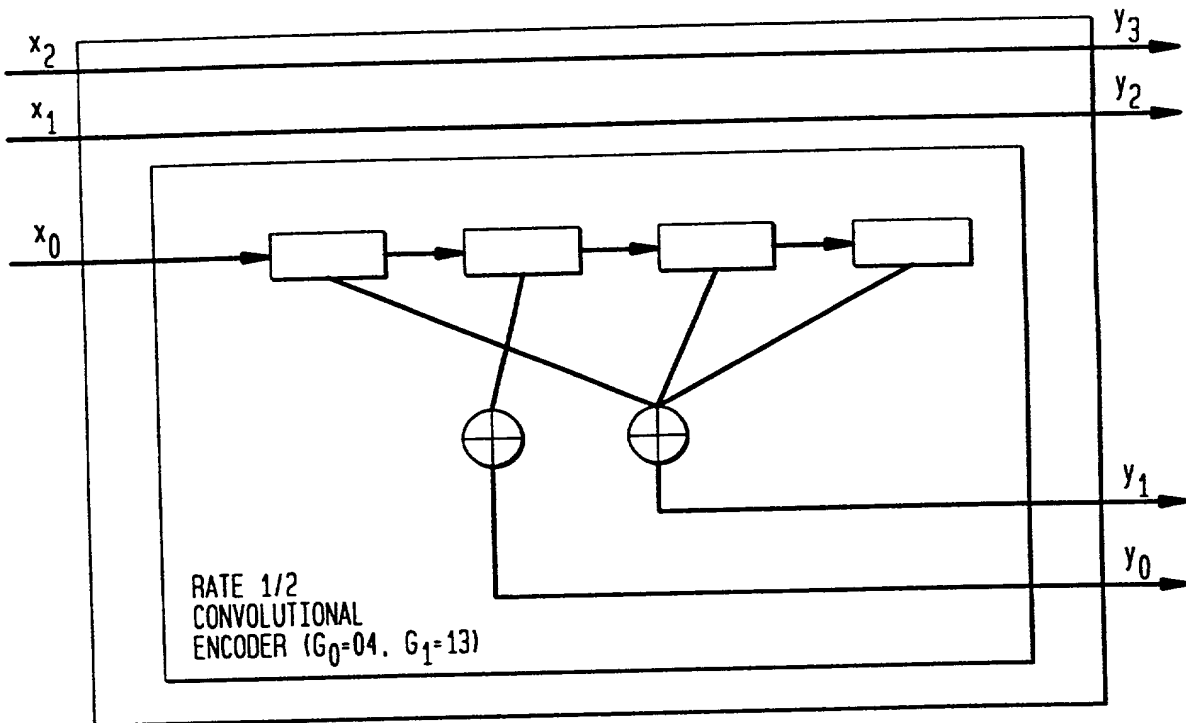 x2
y3
x1
y2
x0
y1
y0
RATE 1/2
CONVOLUTIONAL
ENCODER (G0=04. G1=13)